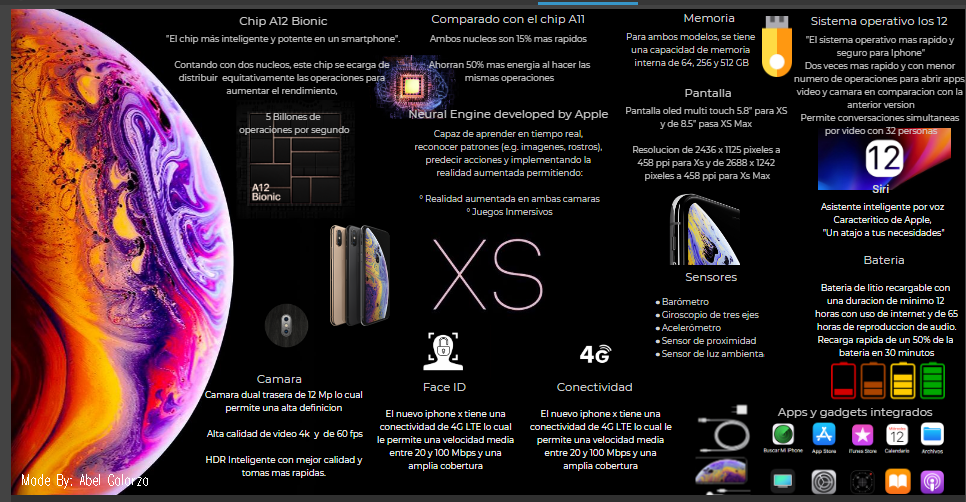 Chip A12 Bionic
"El chip más inteligente y potente en un smartphone".
Contando con dos nucleos, este chip se ecarga de
distribuir equitativamente las operaciones para
aumentar el rendimiento,
5 Billones de
operaciones por segundo
A12
Bionic
Comparado con el chip A11
Ambos nucleos son 15% mas rapidos
Ahorran 50% mas energia al hacer las
mismas operaciones
Neural Engine developed by Apple
Capaz de aprender en tiempo real,
reconocer patrones (e.g. imagenes, rostros),
predecir acciones y implementando la
realidad aumentada permitiendo:
° Realidad aumentada en ambas camaras
° Juegos Inmersivos
Memoria
Para ambos modelos, se tiene
una capacidad de memoria
interna de 64, 256 y 512 GB
Pantalla
Pantalla oled multi touch 5.8” para XS
y de 8.5” pasa XS Max
Resolucion de 2436 x 1125 pixeles a
458 ppi para Xs y de 2688 x 1242
pixeles a 458 ppi para Xs Max
Sistema operativo Ios 12
"El sistema operativo mas rapido y
seguro para Iphone"
Dos veces mas rapido y con menor
numero de operaciones para abrir apps
video y camara en comparacion con la
anterior version
Permite conversaciones simultaneas
por video con 32 personas
12
Siri
Asistente inteligente por voz
Caracteritico de Apple,
"Un atajo a tus necesidades"
XS
Sensores
• Barómetro
• Giroscopio de tres ejes
• Acelerómetro
• Sensor de proximidad
• Sensor de luz ambienta
Bateria
Bateria de litio recargable con
una duracion de minimo 12
horas con uso de internet y de 65
horas de reproduccion de audio.
Recarga rapida de un 50% de la
bateria en 30 minutos
Camara
Camara dual trasera de 12 Mp lo cual
permite una alta definicion
Alta calidad de video 4k y de 60 fps
HDR Inteligente con mejor calidad y
tomas mas rapidas.
Face ID
El nuevo iphone x tiene una
conectividad de 4G LTE lo cual
le permite una velocidad media
entre 20 y 100 Mbps y una
amplia cobertura
4G
Conectividad
El nuevo iphone x tiene una
conectividad de 4G LTE lo cual le
permite una velocidad media
entre 20 y 100 Mbps y una
amplia cobertura
Apps y gadgets integrados
Buscar Mi iPhone
App Store
iTunes Store
12
Calendario
Archivos
Made By: Abel Galarza